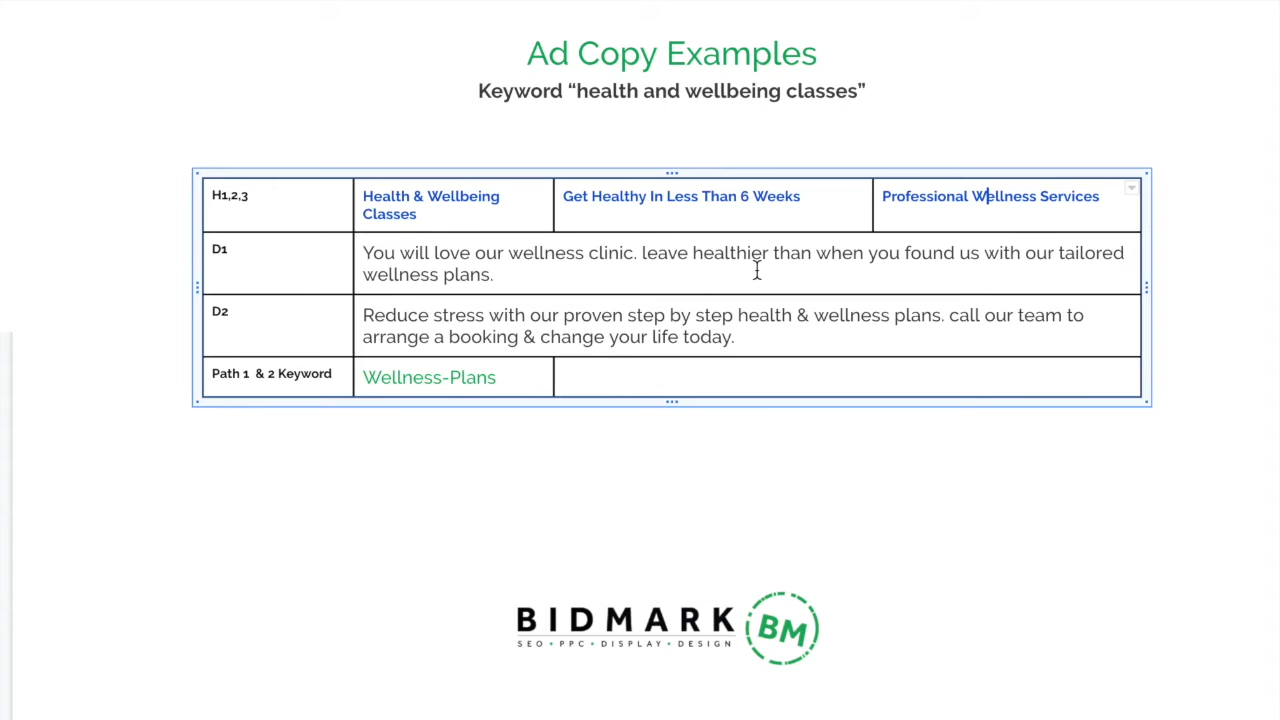 Ad Copy Examples
Keyword “health and wellbeing classes”
H1,2,3
Health & Wellbeing
Classes
Get Healthy In Less Than 6 Weeks
Professional Wellness Services
D1
You will love our wellness clinic. leave healthier than when you found us with our tailored
wellness plans.
D2
Reduce stress with our proven step by step health & wellness plans. call our team to
arrange a booking & change your life today.
Path 1 & 2 Keyword
Wellness-Plans
BIDMARK
SEO • PPC • DISPLAY • DESIGN
BM